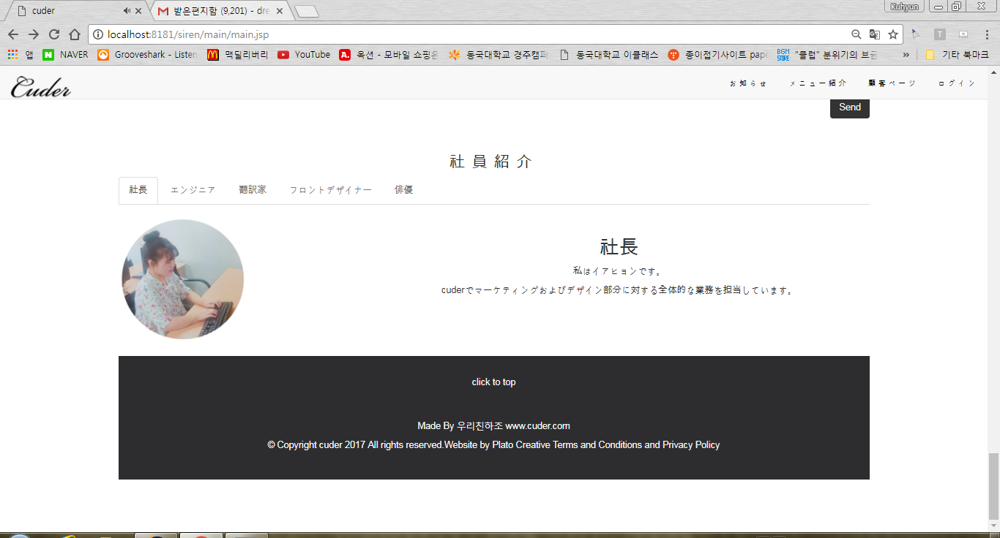 cuder
받은편지함 (9,201) - dre
Kuhyun
localhost:8181/siren/main/main.jsp
앱 NAVER Grooveshark - Listen 맥딜리버리 YouTube 옥션 - 모바일 쇼핑은 동국대학교 경주캠퍼 동국대학교 이클래스 종이접기사이트 pape BGM STORE "클럽" 분위기의 브금 » 기타 북마크
Cuder お知らせ メニュー紹介 顧客ページ ログイン
Send
社員紹介
社長 エンジニア 翻訳家 フロントデザイナー 俳優
社長
私はイアヒョンです。
cuderでマーケティングおよびデザイン部分に対する全体的な業務を担当しています。
click to top
Made By 우리친하조 www.cuder.com
© Copyright cuder 2017 All rights reserved.Website by Plato Creative Terms and Conditions and Privacy Policy